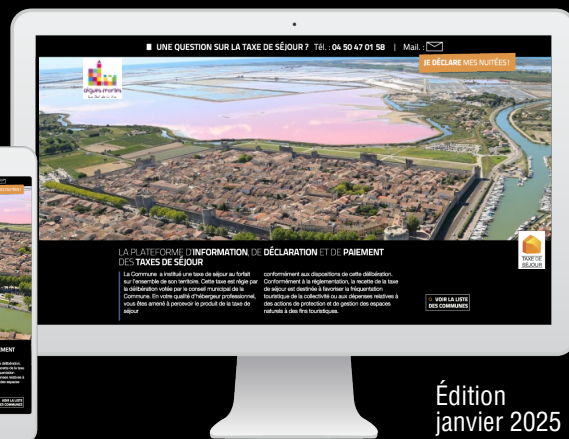 UNE QUESTION SUR LA TAXE DE SÉJOUR ? Tél. : 04 50 47 01 58 | Mail. :
JE DÉCLARE MES NUITÉES !
aigues mortes
TAXE DE
SÉJOUR
LA PLATEFORME D'INFORMATION, DE DÉCLARATION ET DE PAIEMENT
DES TAXES DE SÉJOUR
La Commune a institué une taxe de séjour au forfait
sur l'ensemble de son territoire. Cette taxe est régie par
la délibération votée par le conseil municipal de la
Commune. En votre qualité d'hébergeur professionnel,
vous êtes amené à percevoir le produit de la taxe de
séjour
conformément aux dispositions de cette délibération.
Conformément à la réglementation, la recette de la taxe
de séjour est destinée à favoriser la fréquentation
touristique de la collectivité ou aux dépenses relatives à
des actions de protection et de gestion des espaces
naturels à des fins touristiques.
VOIR LA LISTE
DES COMMUNES
VOIR LA LISTE
DES COMMUNES
Édition
janvier 2025